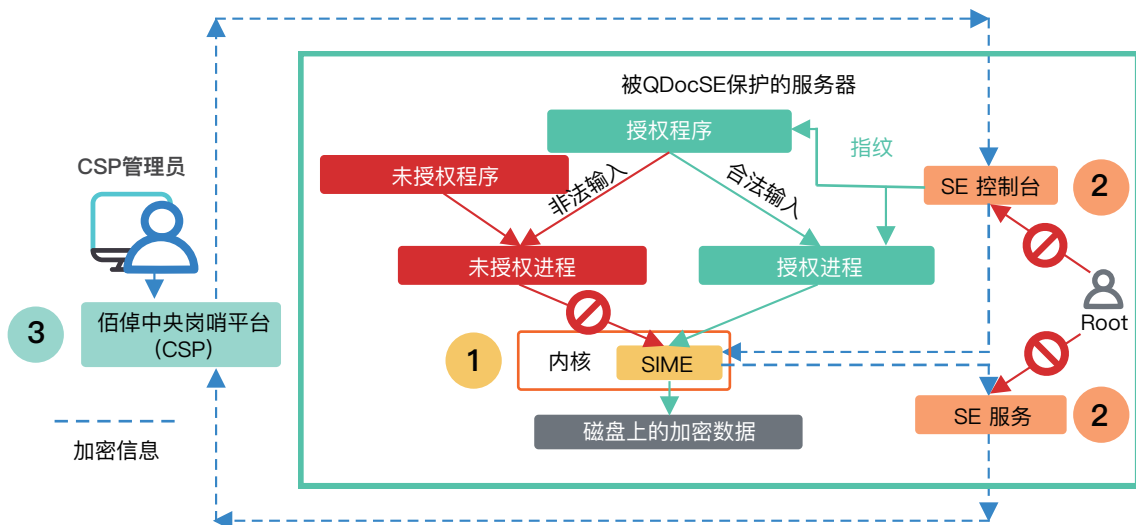 被QDocSE保护的服务器
授权程序
指纹
CSP管理员
未授权程序
非法输入
合法输入
SE 控制台
2
未授权进程
授权进程
3
佰倬中央岗哨平台
(CSP)
Root
1
内核
SIME
SE 服务
2
磁盘上的加密数据
加密信息